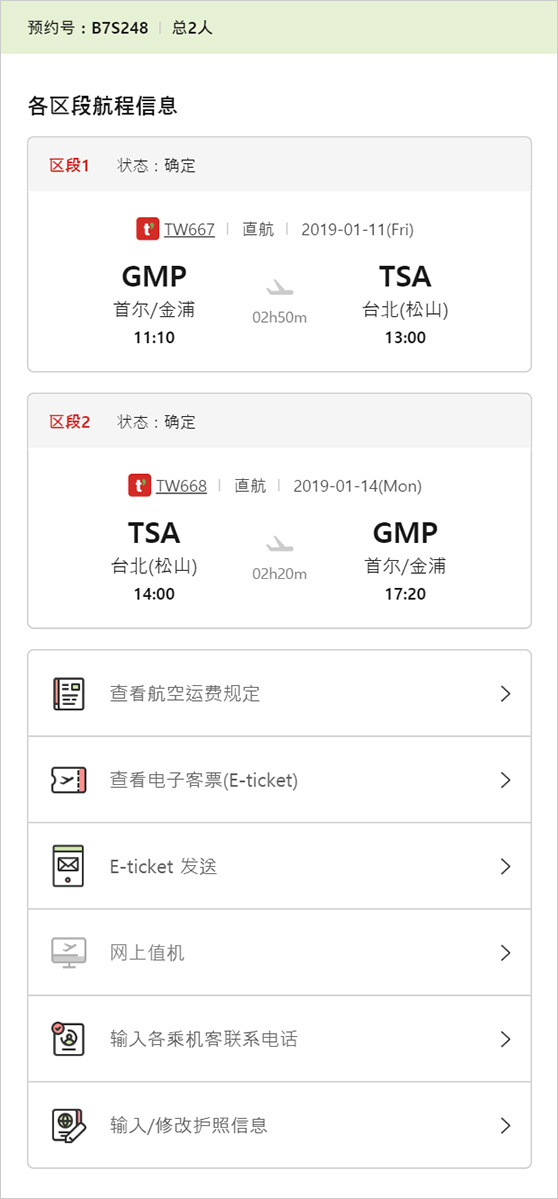 预约号 : B7S248 | 总2人
各区段航程信息
区段1 状态 : 确定
t' TW667 | 直航 | 2019-01-11(Fri)
GMP TSA
首尔/金浦 台北(松山)
02h50m
11:10 13:00
区段2 状态 : 确定
t' TW668 | 直航 | 2019-01-14(Mon)
TSA GMP
台北(松山) 首尔/金浦
02h20m
14:00 17:20
查看航空运费规定
查看电子客票(E-ticket)
E-ticket 发送
网上值机
输入各乘机客联系电话
输入/修改护照信息